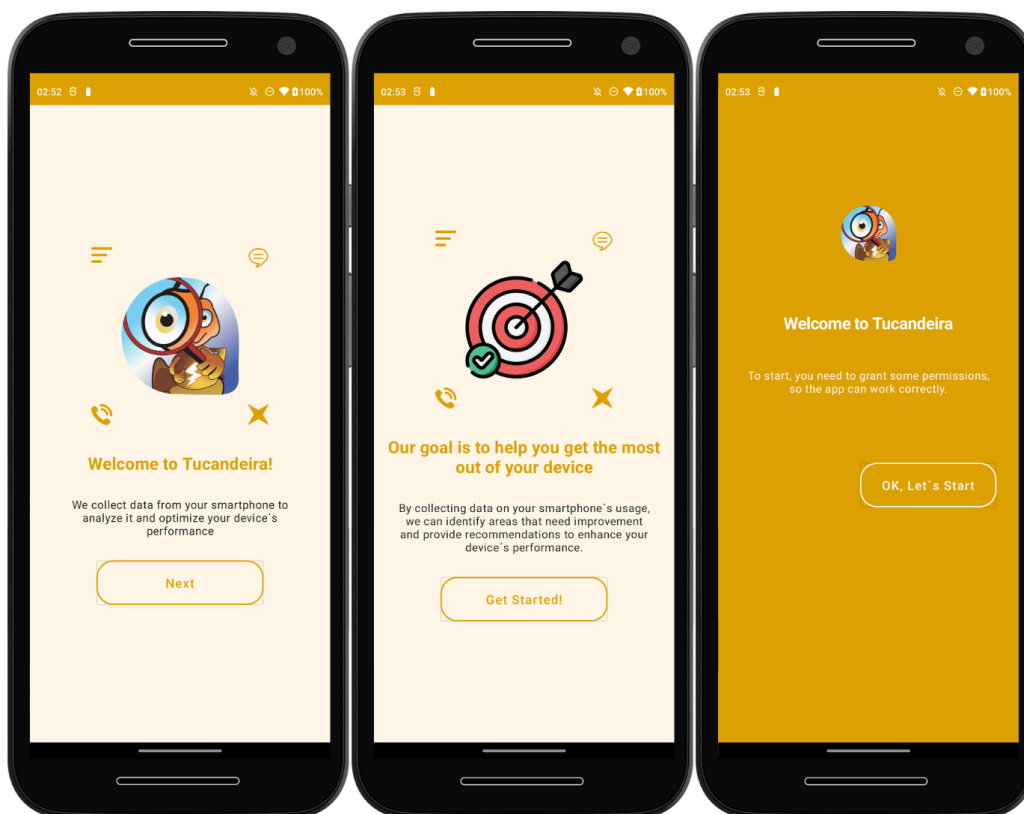 02:52
100%
Welcome to Tucandeira!
We collect data from your smartphone to
analyze it and optimize your device´s
performance
Next
02:53
100%
Our goal is to help you get the most
out of your device
By collecting data on your smartphone´s usage,
we can identify areas that need improvement
and provide recommendations to enhance your
device´s performance.
Get Started!
02:53
100%
Welcome to Tucandeira
To start, you need to grant some permissions,
so the app can work correctly.
OK, Let´s Start